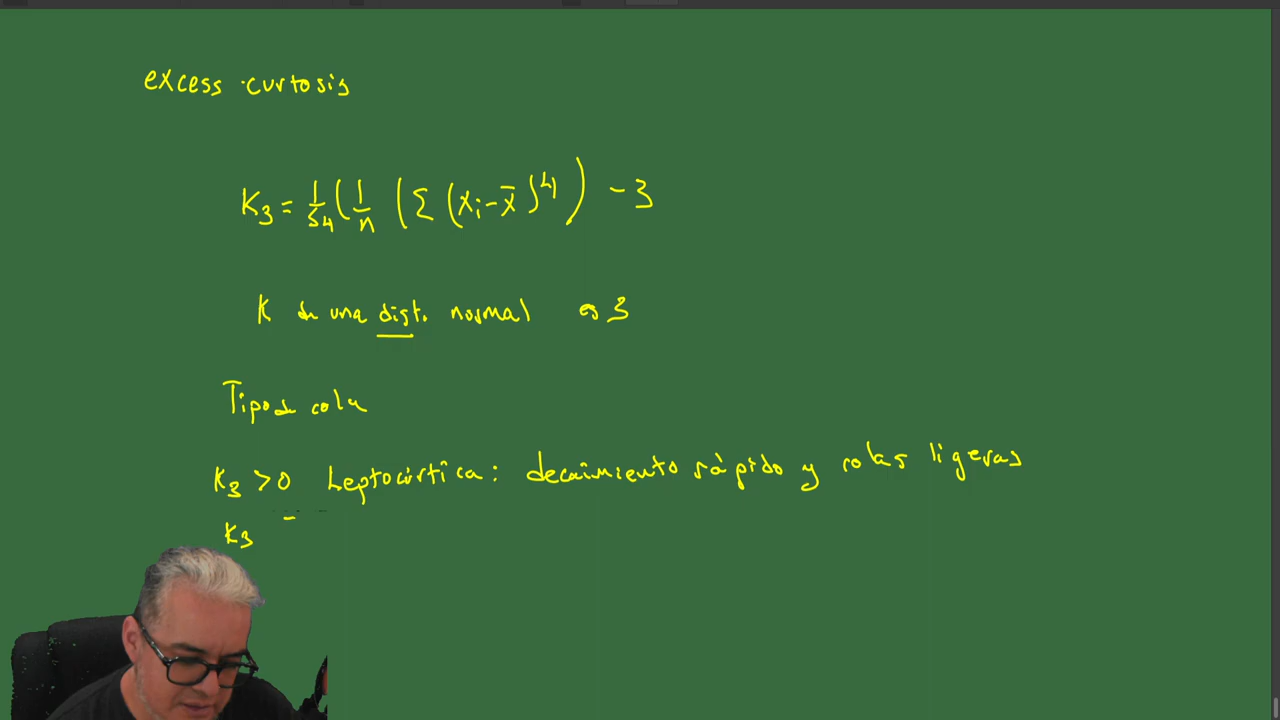 excess curtosis
K₃ = 1/S⁴ (1/n (Σ (xᵢ - x̄)⁴) - 3
K de una dist. normal es 3
Tipo de cola
K₃ > 0 Leptocúrtica: decaimiento rápido y colas ligeras
K₃